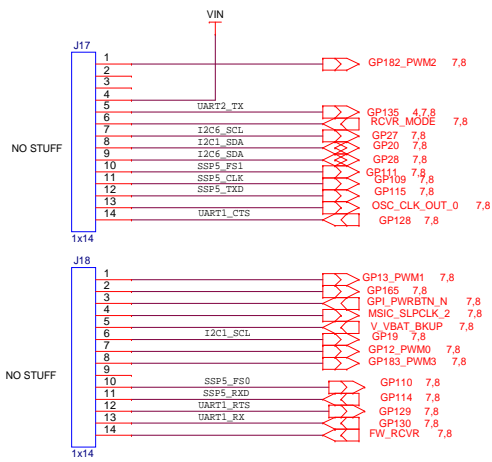 VIN
J17
1 GP182_PWM2 7,8
2
3
4
5 UART2_TX GP135 4,7,8
6 RCVR_MODE 7,8
7 I2C6_SCL GP27 7,8
8 I2C1_SDA GP20 7,8
9 I2C6_SDA GP28 7,8
10 SSP5_FS1 GP111 7,8
11 SSP5_CLK GP109 7,8
12 SSP5_TXD GP115 7,8
13 OSC_CLK_OUT_0 7,8
14 UART1_CTS GP128 7,8
NO STUFF
1x14
J18
1 GP13_PWM1 7,8
2 GP165 7,8
3 GPI_PWRBTN_N 7,8
4 MSIC_SLPCLK_2 7,8
5 V_VBAT_BKUP 7,8
6 I2C1_SCL GP19 7,8
7 GP12_PWM0 7,8
8 GP183_PWM3 7,8
9
10 SSP5_FS0 GP110 7,8
11 SSP5_RXD GP114 7,8
12 UART1_RTS GP129 7,8
13 UART1_RX GP130 7,8
14 FW_RCVR 7,8
NO STUFF
1x14